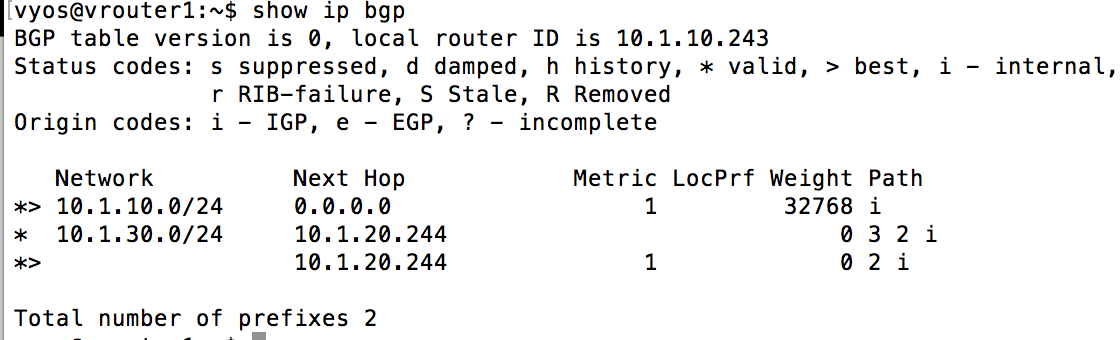 vyos@vrouter1:~$ show ip bgp
BGP table version is 0, local router ID is 10.1.10.243
Status codes: s suppressed, d damped, h history, * valid, > best, i - internal,
              r RIB-failure, S Stale, R Removed
Origin codes: i - IGP, e - EGP, ? - incomplete

   Network          Next Hop            Metric LocPrf Weight Path
*> 10.1.10.0/24     0.0.0.0                  1         32768 i
*  10.1.30.0/24     10.1.20.244                            0 3 2 i
*>                  10.1.20.244              1             0 2 i

Total number of prefixes 2